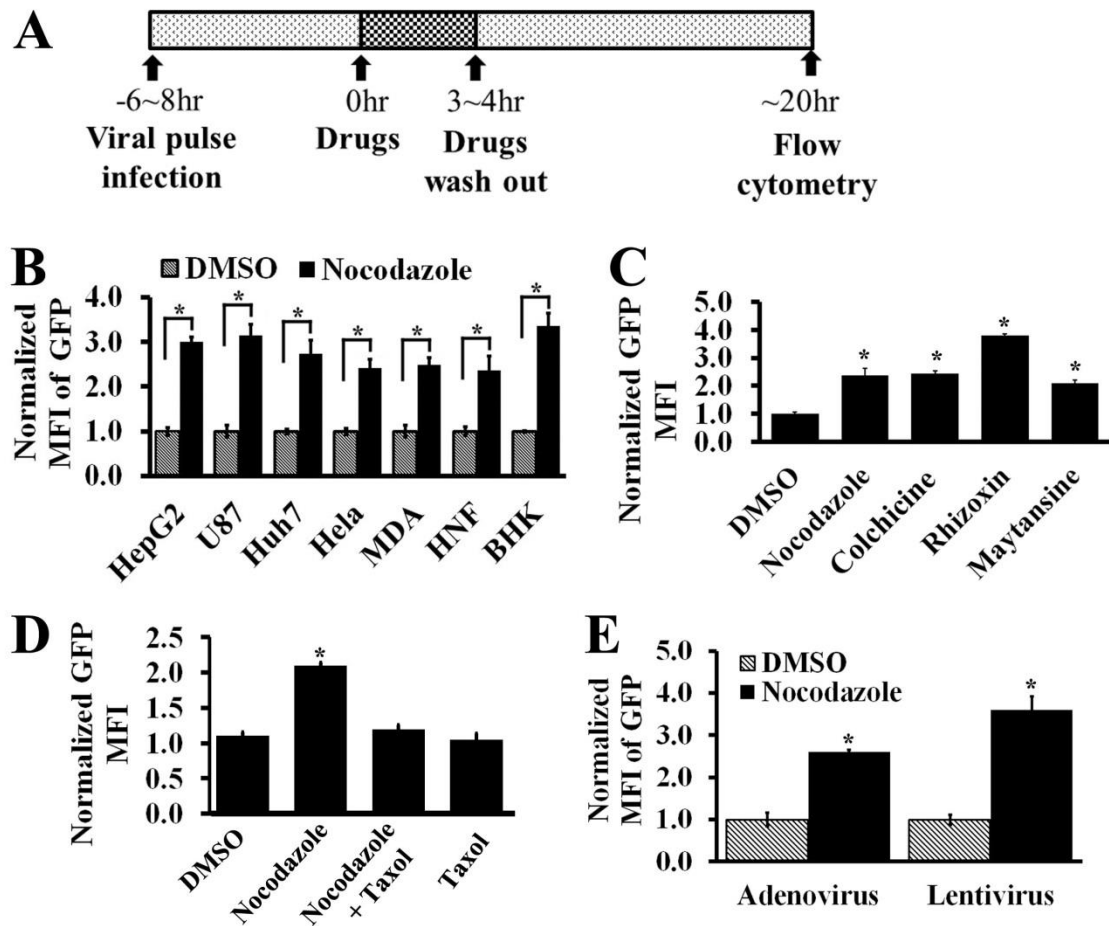 A
-6~8hr
Viral pulse
infection
0hr
Drugs
3~4hr
Drugs
wash out
~20hr
Flow
cytometry
B
DMSO Nocodazole
Normalized
MFI of GFP
4.0
3.0
2.0
1.0
0.0
* * * * * * *
HepG2 U87 Huh7 Hela MDA HNF BHK
C
Normalized GFP
MFI
5.0
4.0
3.0
2.0
1.0
0.0
* * * *
DMSO Nocodazole Colchicine Rhizoxin Maytansine
D
Normalized GFP
MFI
2.5
2.0
1.5
1.0
0.5
0.0
*
DMSO
Nocodazole
Nocodazole
+ Taxol
Taxol
E
DMSO
Nocodazole
Normalized
MFI of GFP
5.0
4.0
3.0
2.0
1.0
0.0
* *
Adenovirus Lentivirus